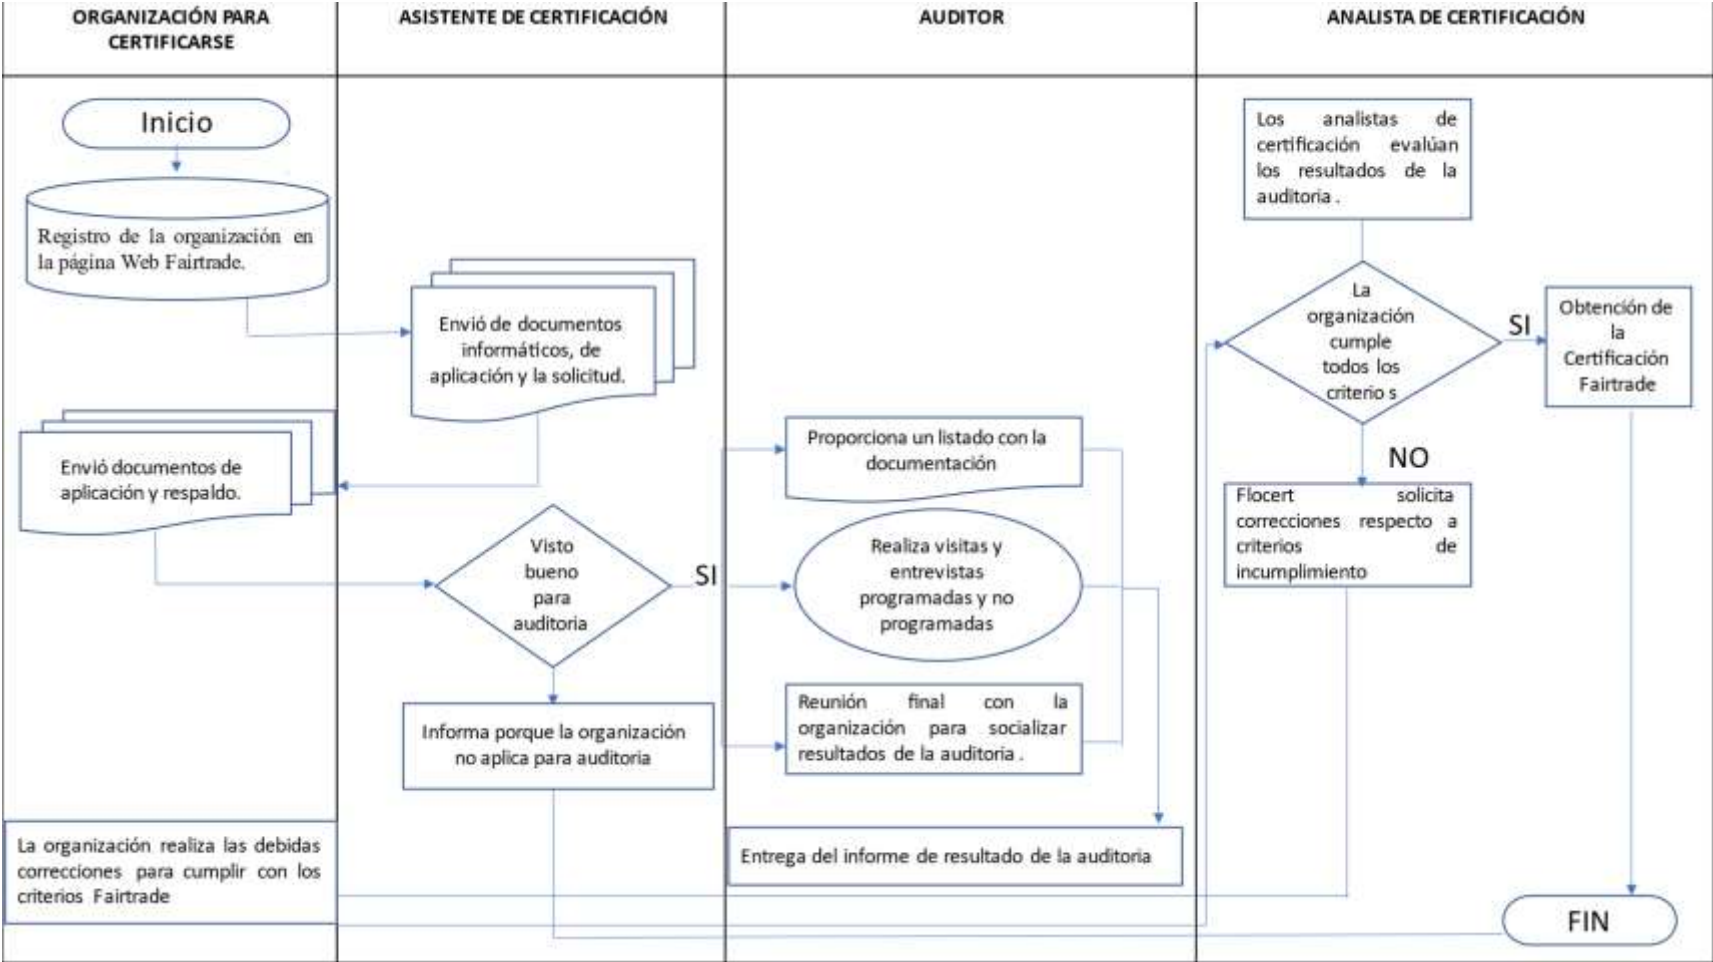 ORGANIZACIÓN PARA
CERTIFICARSE
ASISTENTE DE CERTIFICACIÓN
AUDITOR
ANALISTA DE CERTIFICACIÓN
Inicio
Registro de la organización en
la página Web Fairtrade.
Envió de documentos
informáticos, de
aplicación y la solicitud.
Envió documentos de
aplicación y respaldo.
Visto
bueno
para
auditoria
SI
Informa porque la organización
no aplica para auditoria
Proporciona un listado con la
documentación
Realiza visitas y
entrevistas
programadas y no
programadas
Reunión final con la
organización para socializar
resultados de la auditoria .
Entrega del informe de resultado de la auditoria
Los analistas de
certificación evalúan
los resultados de la
auditoria .
La
organización
cumple
todos los
criterio s
SI
Obtención de
la
Certificación
Fairtrade
NO
Flocert solicita
correcciones respecto a
criterios de
incumplimiento
La organización realiza las debidas
correcciones para cumplir con los
criterios Fairtrade
FIN